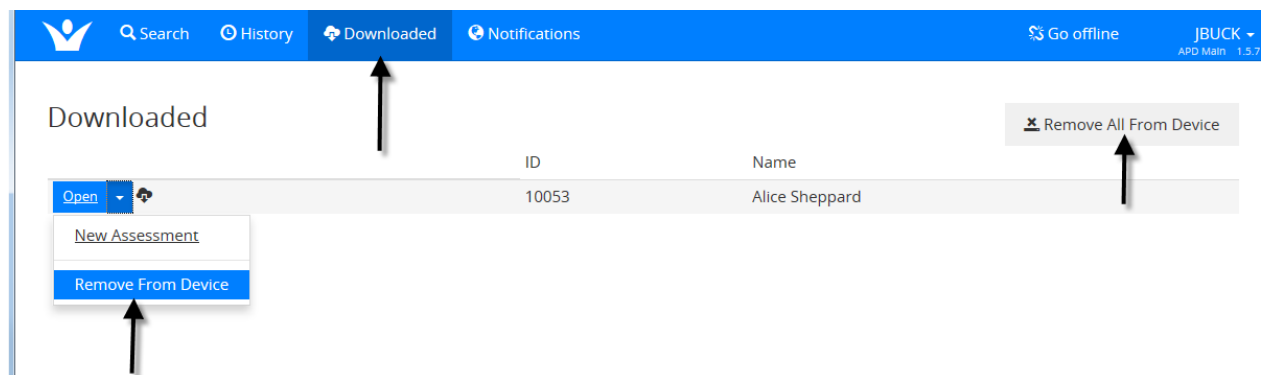 Search History Downloaded Notifications Go offline JBUCK
APD Main 1.5.7
Downloaded
Remove All From Device
ID Name
Open 10053 Alice Sheppard
New Assessment
Remove From Device